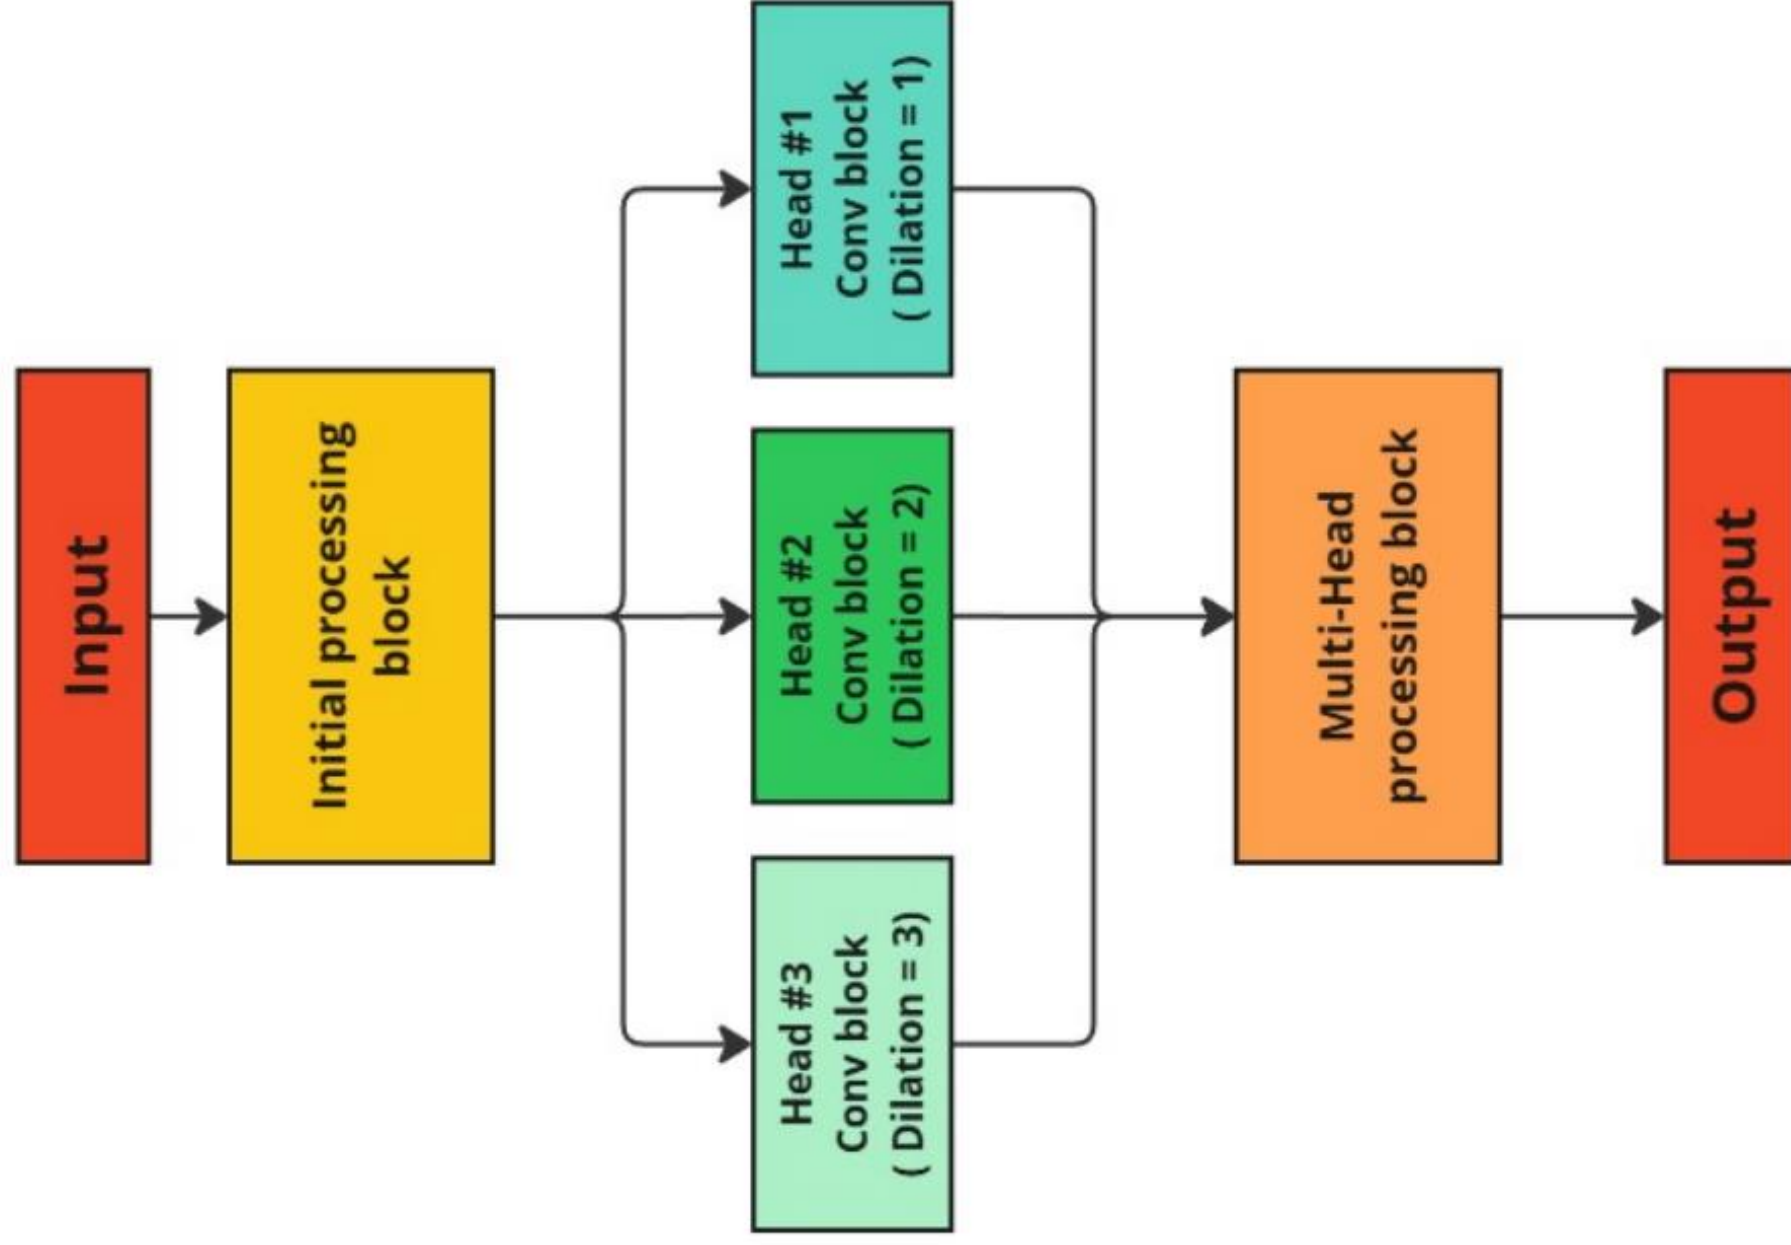 Input
Initial processing
block
Head #3
Conv block
( Dilation = 3)
Head #2
Conv block
( Dilation = 2)
Head #1
Conv block
( Dilation = 1)
Multi-Head
processing block
Output